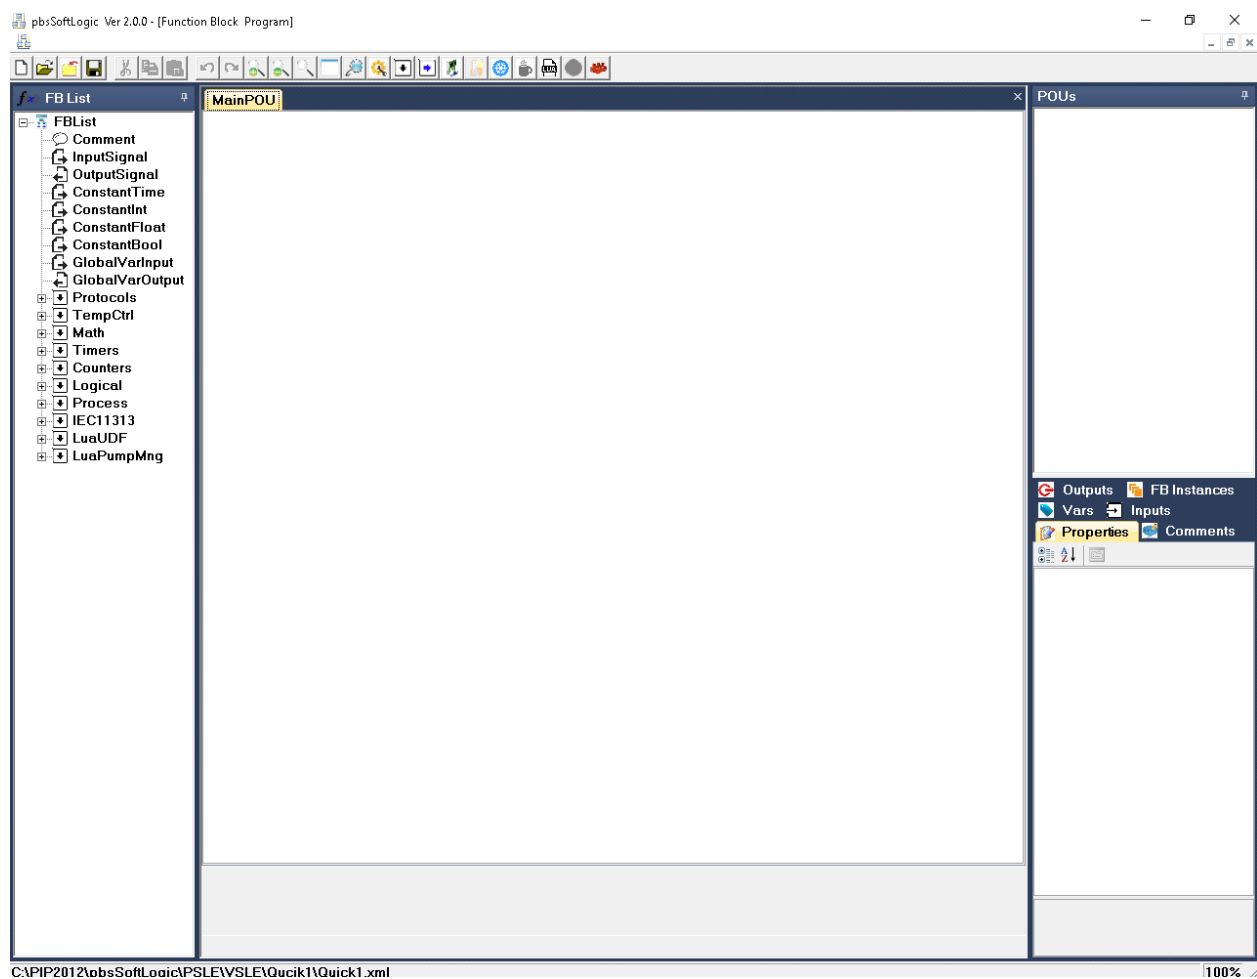 pbsSoftLogic Ver 2.0.0 - [Function Block Program]
FB List
MainPOU
POUs
FBList
Comment
InputSignal
OutputSignal
ConstantTime
ConstantInt
ConstantFloat
ConstantBool
GlobalVarInput
GlobalVarOutput
Protocols
TempCtrl
Math
Timers
Counters
Logical
Process
IEC11313
LuaUDF
LuaPumpMng
Outputs FB Instances
Vars Inputs
Properties Comments
C:\PIP2012\pbsSoftLogic\PSLE\VSLE\Qucik1\Quick1.xml
100%